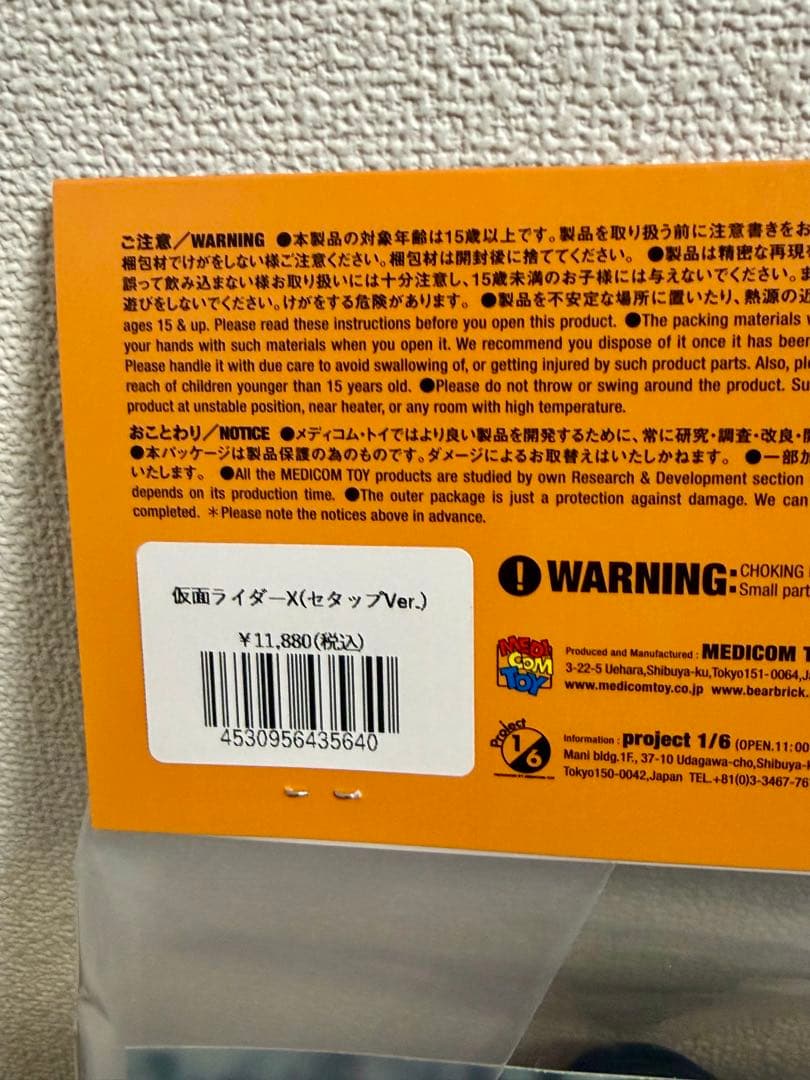 ご注意/WARNING ●本製品の対象年齢は15歳以上です。製品を取り扱う前に注意書きをお
梱包材でけがをしない様ご注意ください。梱包材は開封後に捨ててください。 ●製品は精密な再現を
誤って飲み込まない様お取り扱いには十分注意し、15歳未満のお子様には与えないでください。ま
遊びをしないでください。けがをする危険があります。 ●製品を不安定な場所に置いたり、熱源の近
ages 15 & up. Please read these instructions before you open this product. ●The packing materials
your hands with such materials when you open it. We recommend you dispose of it once it has been
Please handle it with due care to avoid swallowing of, or getting injured by such product parts. Also,
reach of children younger than 15 years old. ●Please do not throw or swing around the product.
product at unstable position, near heater, or any room with high temperature.
おことわり/NOTICE ●メディコム・トイではより良い製品を開発するために、常に研究・調査・改良・
●本パッケージは製品保護の為のものです。ダメージによるお取替えはいたしかねます。 ●一部
いたします。 ●All the MEDICOM TOY products are studied by own Research & Development section
depends on its production time. ●The outer package is just a protection against damage. We can
completed. *Please note the notices above in advance.
仮面ライダーX(セタップVer.)
¥11,880(税込)
4530956435640
! WARNING: CHOKING
Small part
MEDI COM TOY
Produced and Manufactured : MEDICOM T
3-22-5 Uehara,Shibuya-ku,Tokyo151-0064,J
www.medicomtoy.co.jp www.bearbrick.
Project 1/6
Information : project 1/6 (OPEN.11:00
Mani bldg.1F., 37-10 Udagawa-cho,Shibuya-k
Tokyo150-0042,Japan TEL.+81(0)3-3467-76